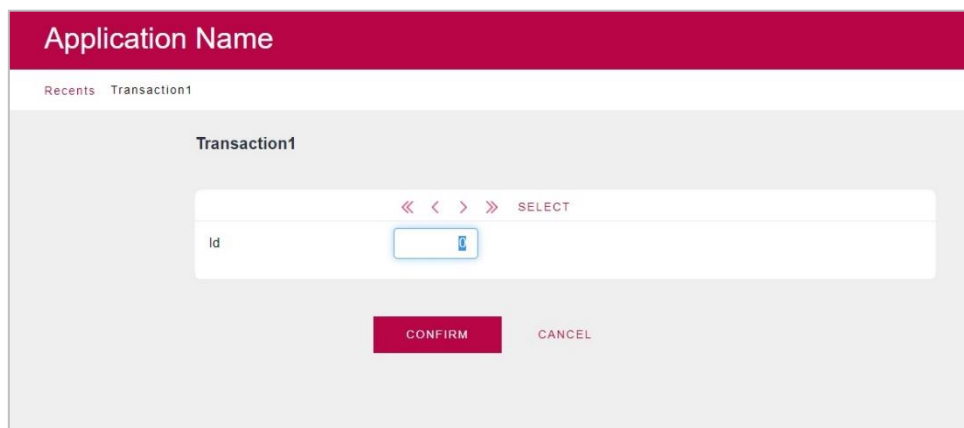 Application Name
Recents Transaction1
Transaction1
SELECT
Id 0
CONFIRM CANCEL